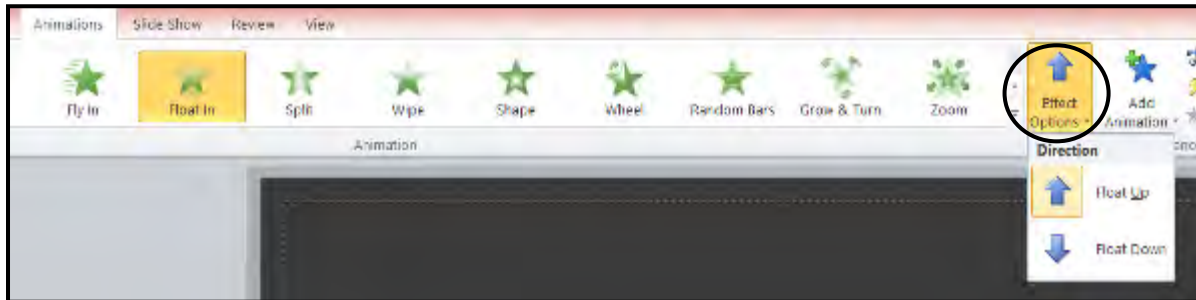 Animations Slide Show Review View
Fly In Float In Split Wipe Shape Wheel Random Bars Grow & Turn Zoom Effect Options Add Animation
Animation
Direction
Float Up
Float Down